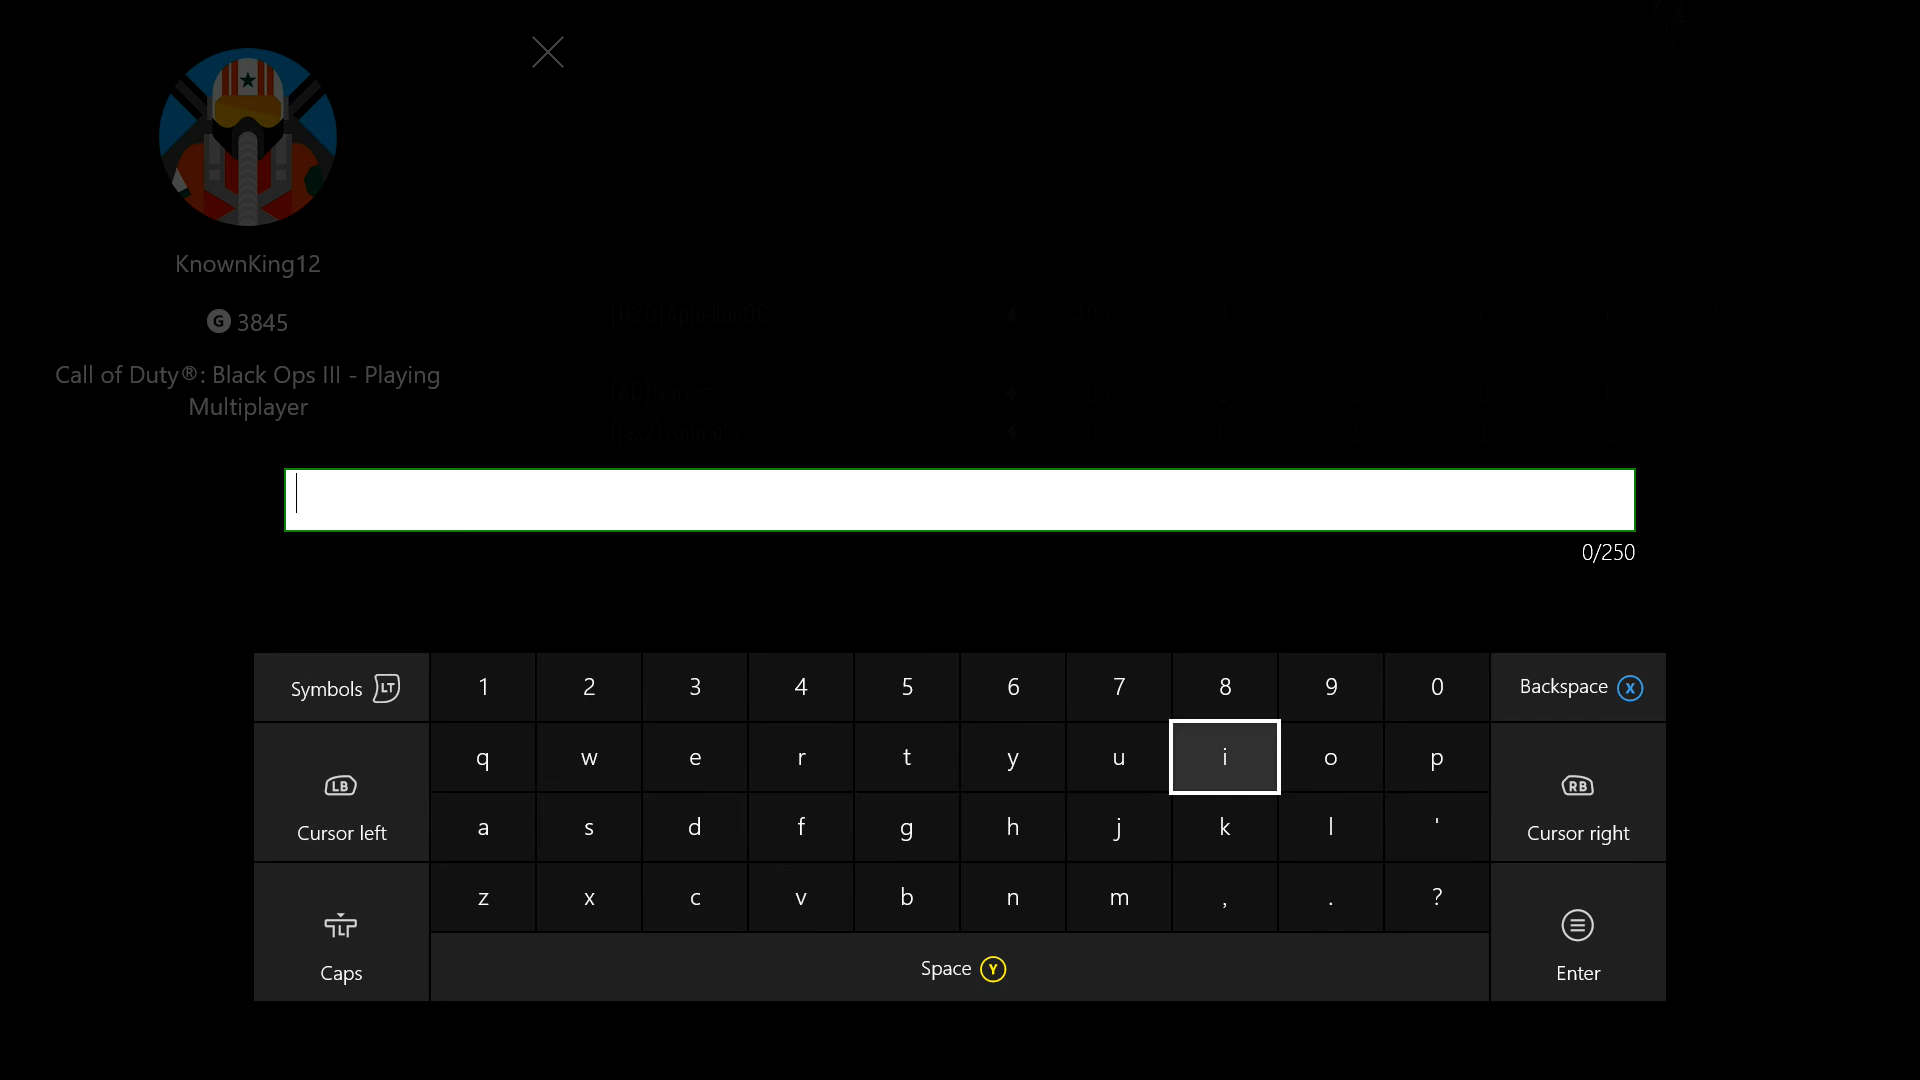 KnownKing12
G 3845
Call of Duty®: Black Ops III - Playing
Multiplayer
0/250
Symbols LT 1 2 3 4 5 6 7 8 9 0 Backspace X
q w e r t y u i o p
LB RB
Cursor left a s d f g h j k l ' Cursor right
z x c v b n m , . ?
LT
Caps Space Y Enter